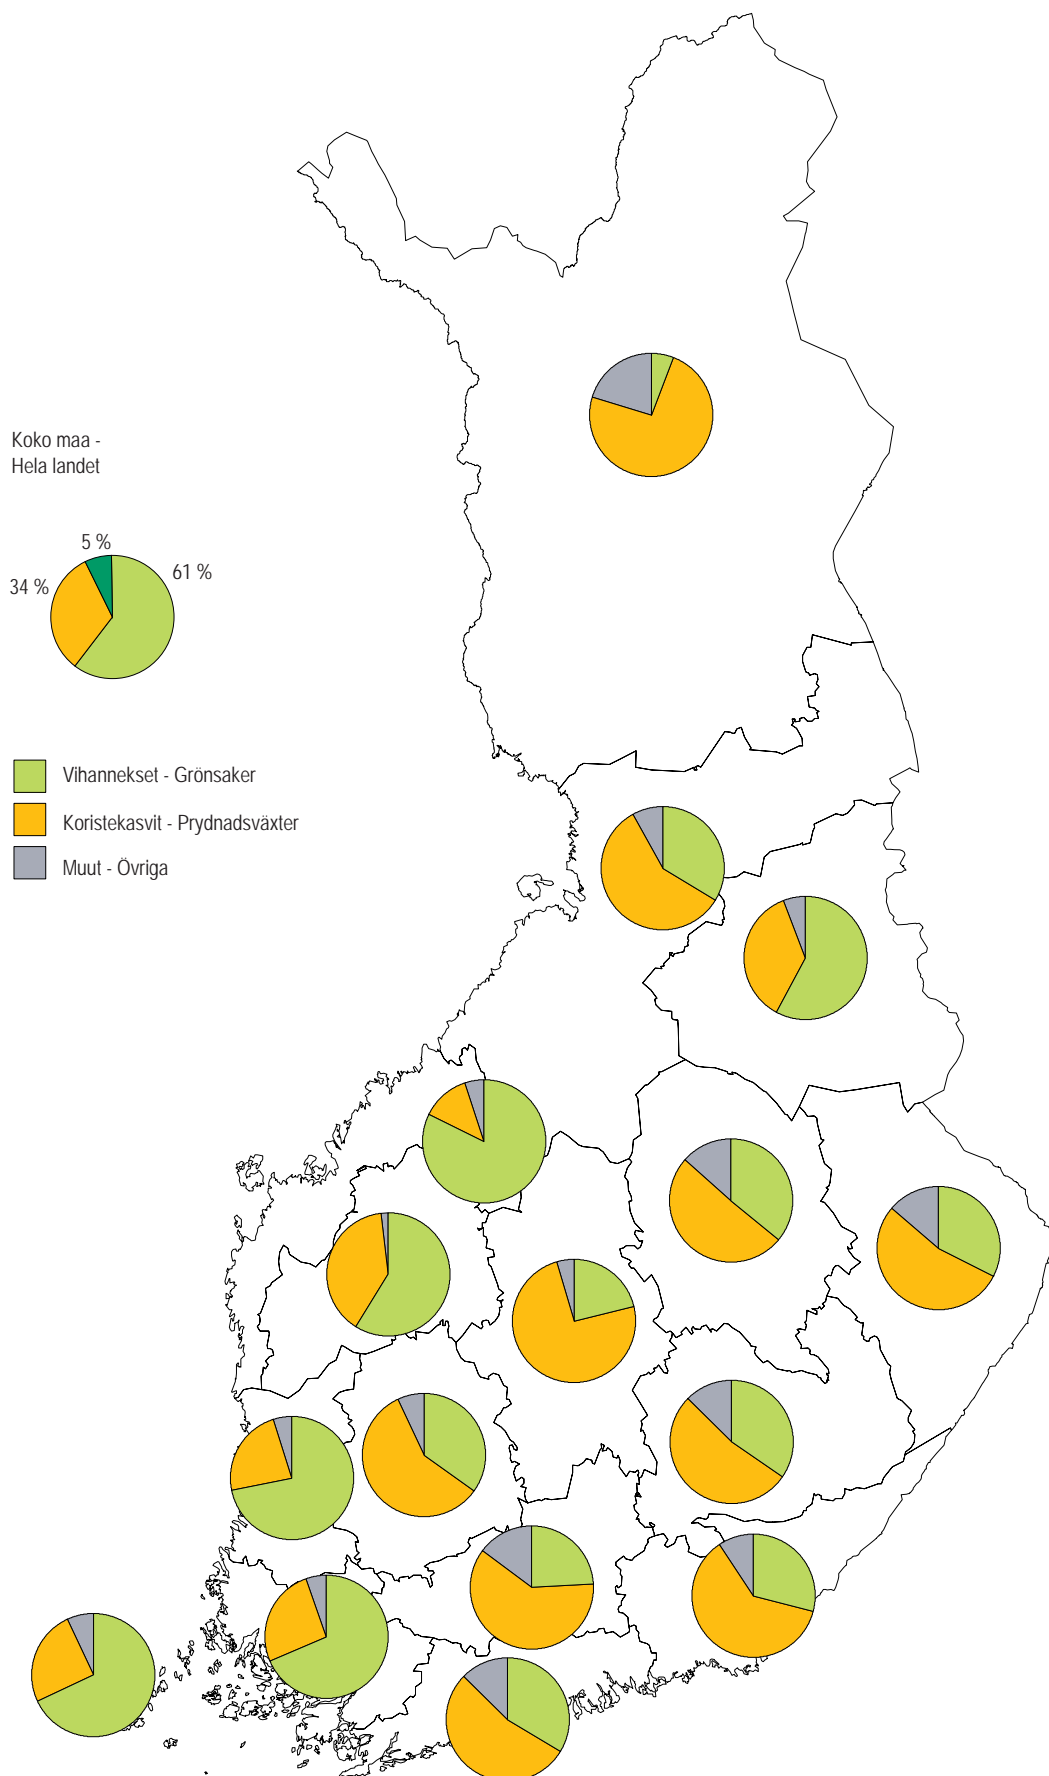 Koko maa -
Hela landet
5 %
34 %
61 %
Vihannekset - Grönsaker
Koristekasvit - Prydnadsväxter
Muut - Övriga